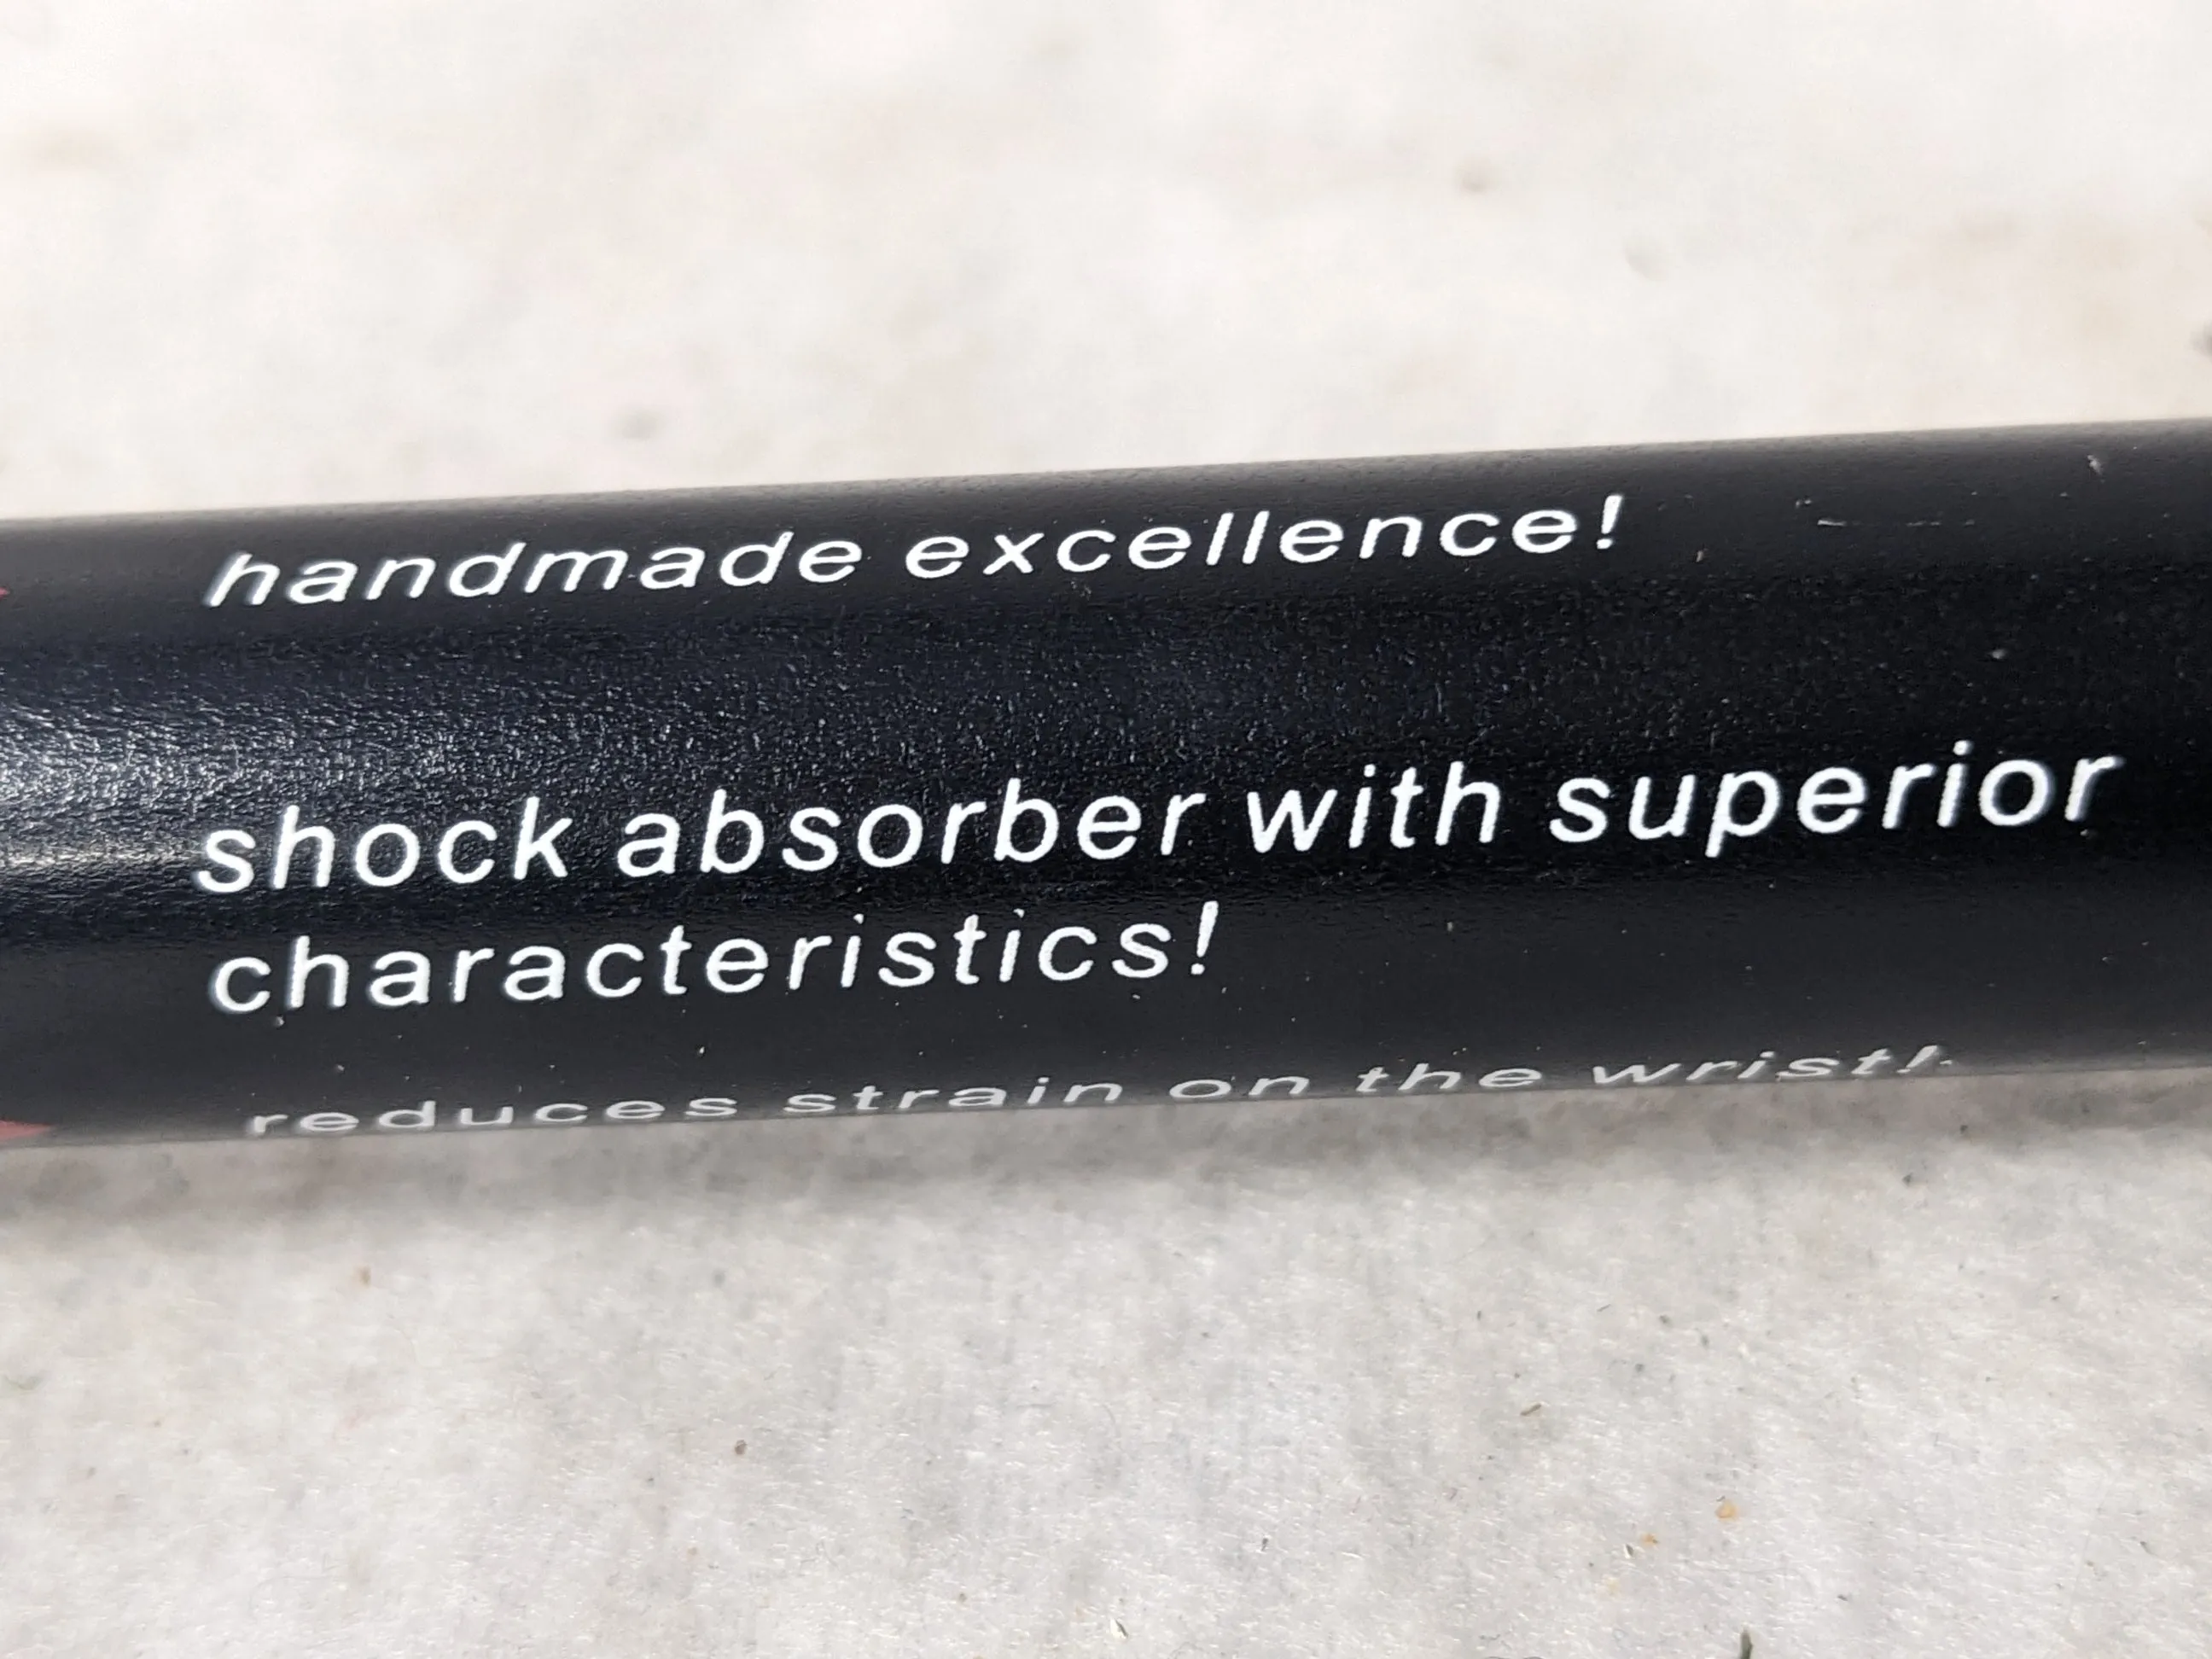 handmade excellence!
shock absorber with superior
characteristics!
reduces strain on the wrist!